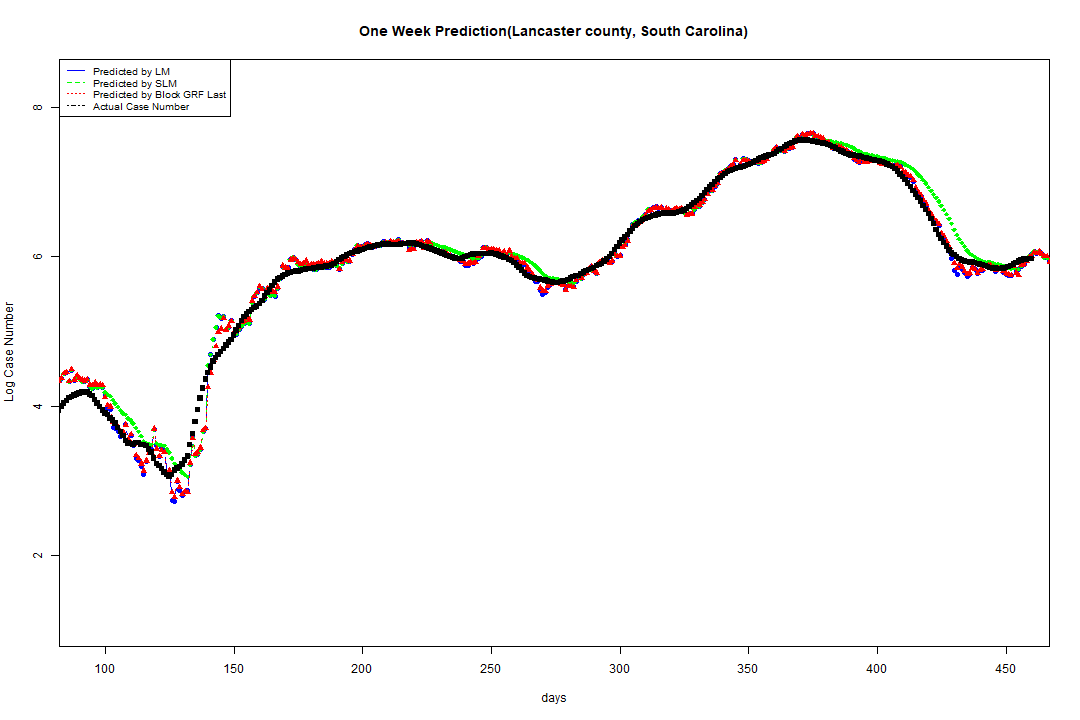 One Week Prediction(Lancaster county, South Carolina)
Predicted by LM
Predicted by SLM
Predicted by Block GRF Last
Actual Case Number
8
6
4
2
Log Case Number
100 150 200 250 300 350 400 450
days